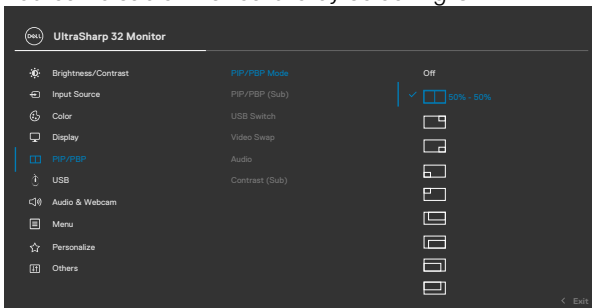 DELL
UltraSharp 32 Monitor
Brightness/Contrast
Input Source
Color
Display
PIP/PBP
USB
Audio & Webcam
Menu
Personalize
Others
PIP/PBP Mode
PIP/PBP (Sub)
USB Switch
Video Swap
Audio
Contrast (Sub)
Off
50% - 50%
Exit